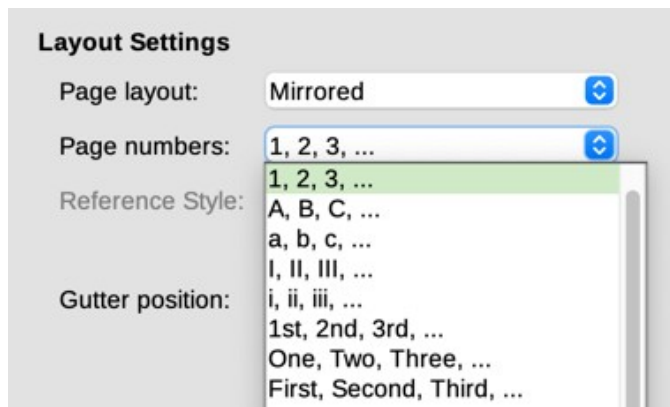 Layout Settings
Page layout: Mirrored
Page numbers: 1, 2, 3, ...
1, 2, 3, ...
Reference Style:
A, B, C, ...
a, b, c, ...
I, II, III, ...
Gutter position:
i, ii, iii, ...
1st, 2nd, 3rd, ...
One, Two, Three, ...
First, Second, Third, ...